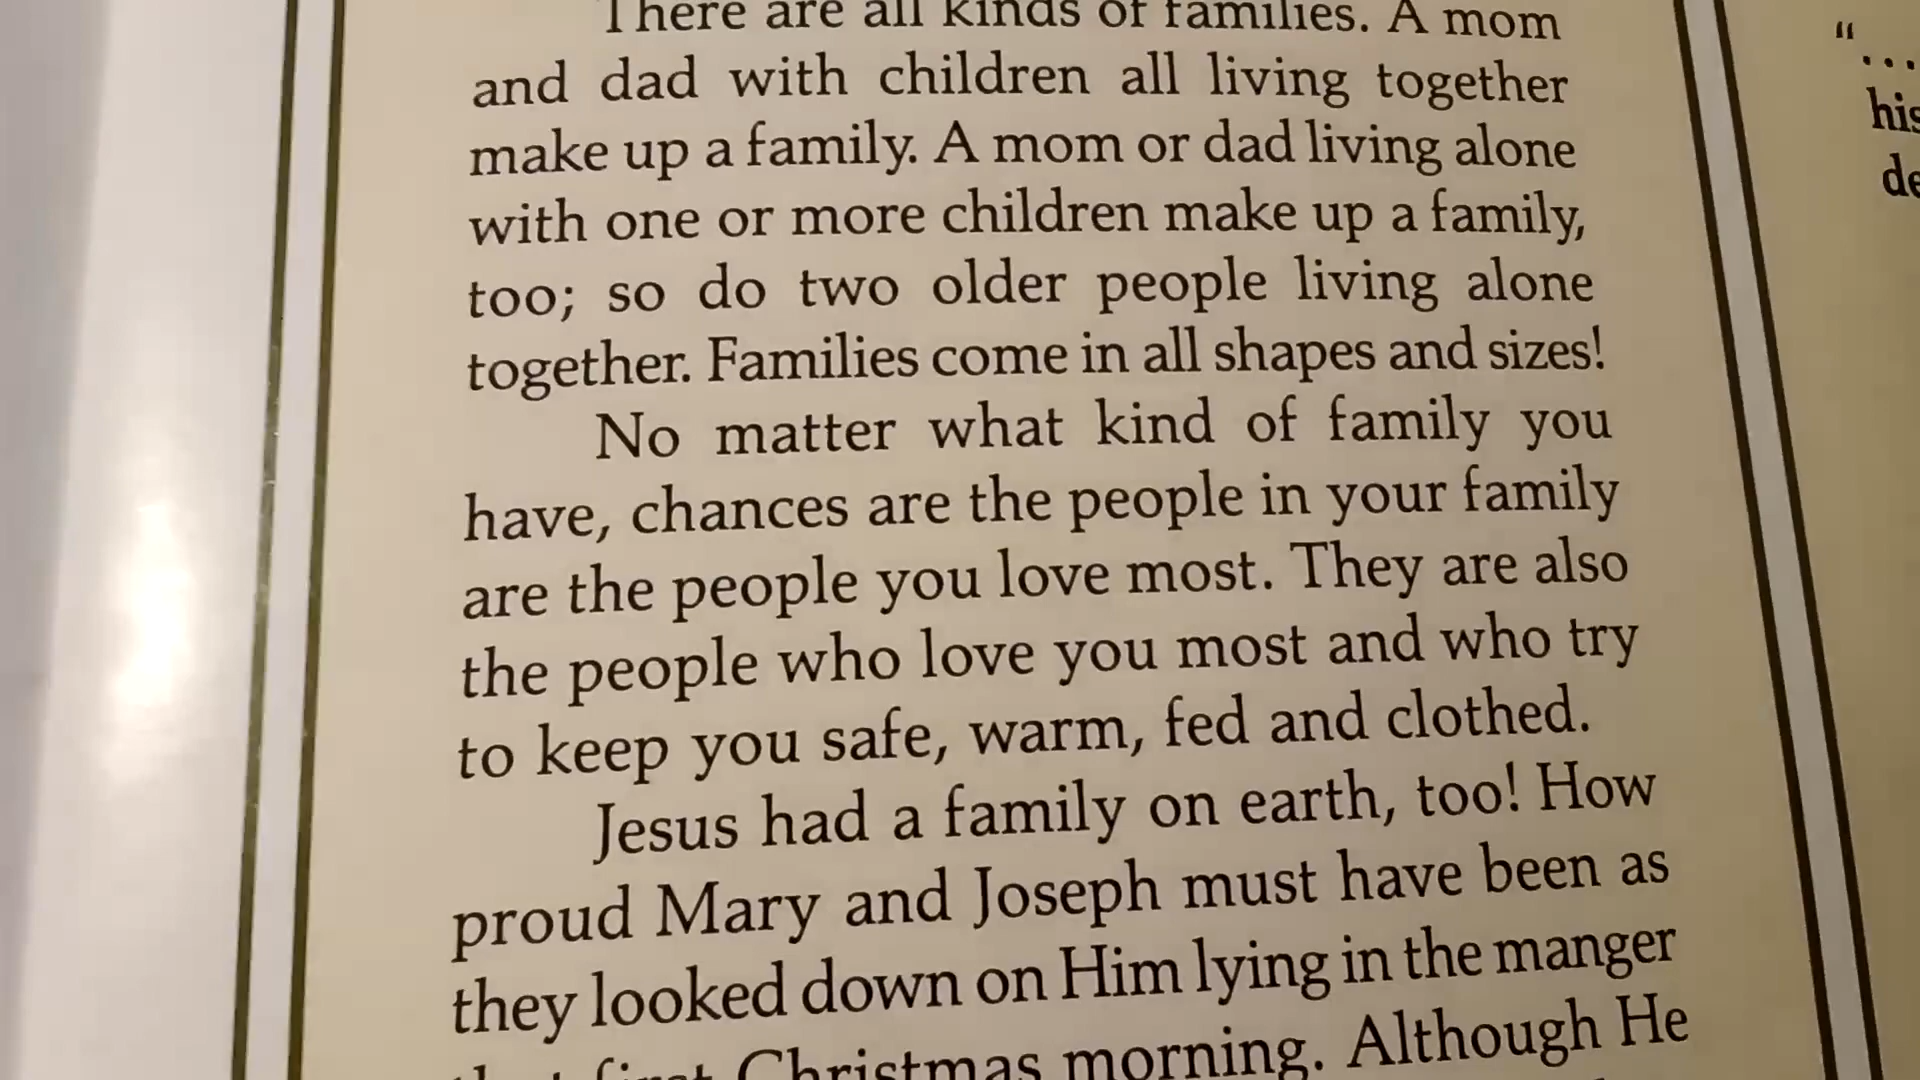 There are all kinds of families. A mom
and dad with children all living together
make up a family. A mom or dad living alone
with one or more children make up a family,
too; so do two older people living alone
together. Families come in all shapes and sizes!
No matter what kind of family you
have, chances are the people in your family
are the people you love most. They are also
the people who love you most and who try
to keep you safe, warm, fed and clothed.
Jesus had a family on earth, too! How
proud Mary and Joseph must have been as
they looked down on Him lying in the manger
that first Christmas morning. Although He
"...
his
de